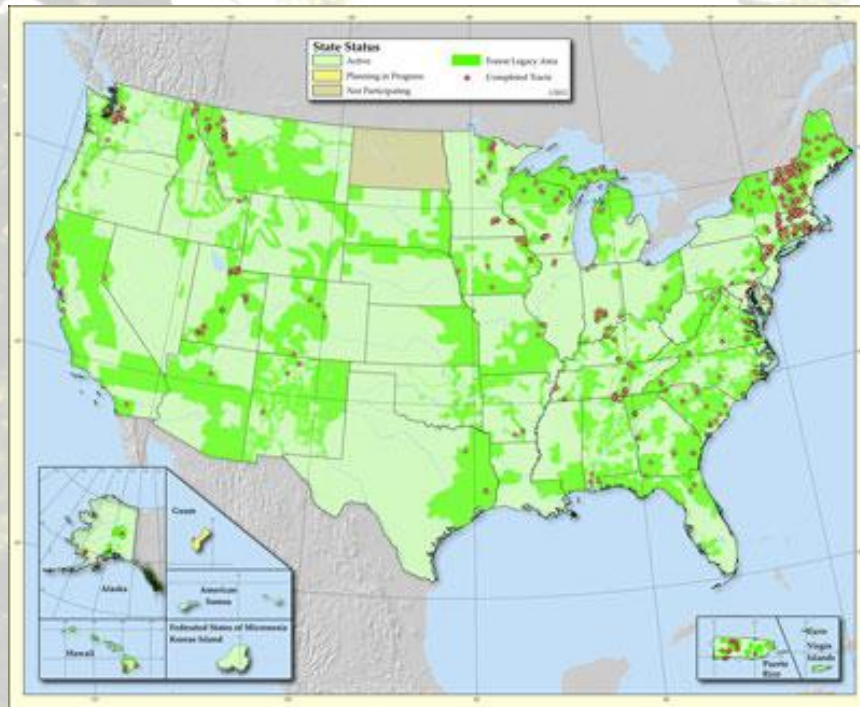 State Status
Active
Planning in Progress
Not Participating
Forest Legacy Area
Completed Tracts
Guam
Alaska
American
Samoa
Federated States of Micronesia
Kosrae Island
Hawaii
Puerto
Rico
Virgin
Islands